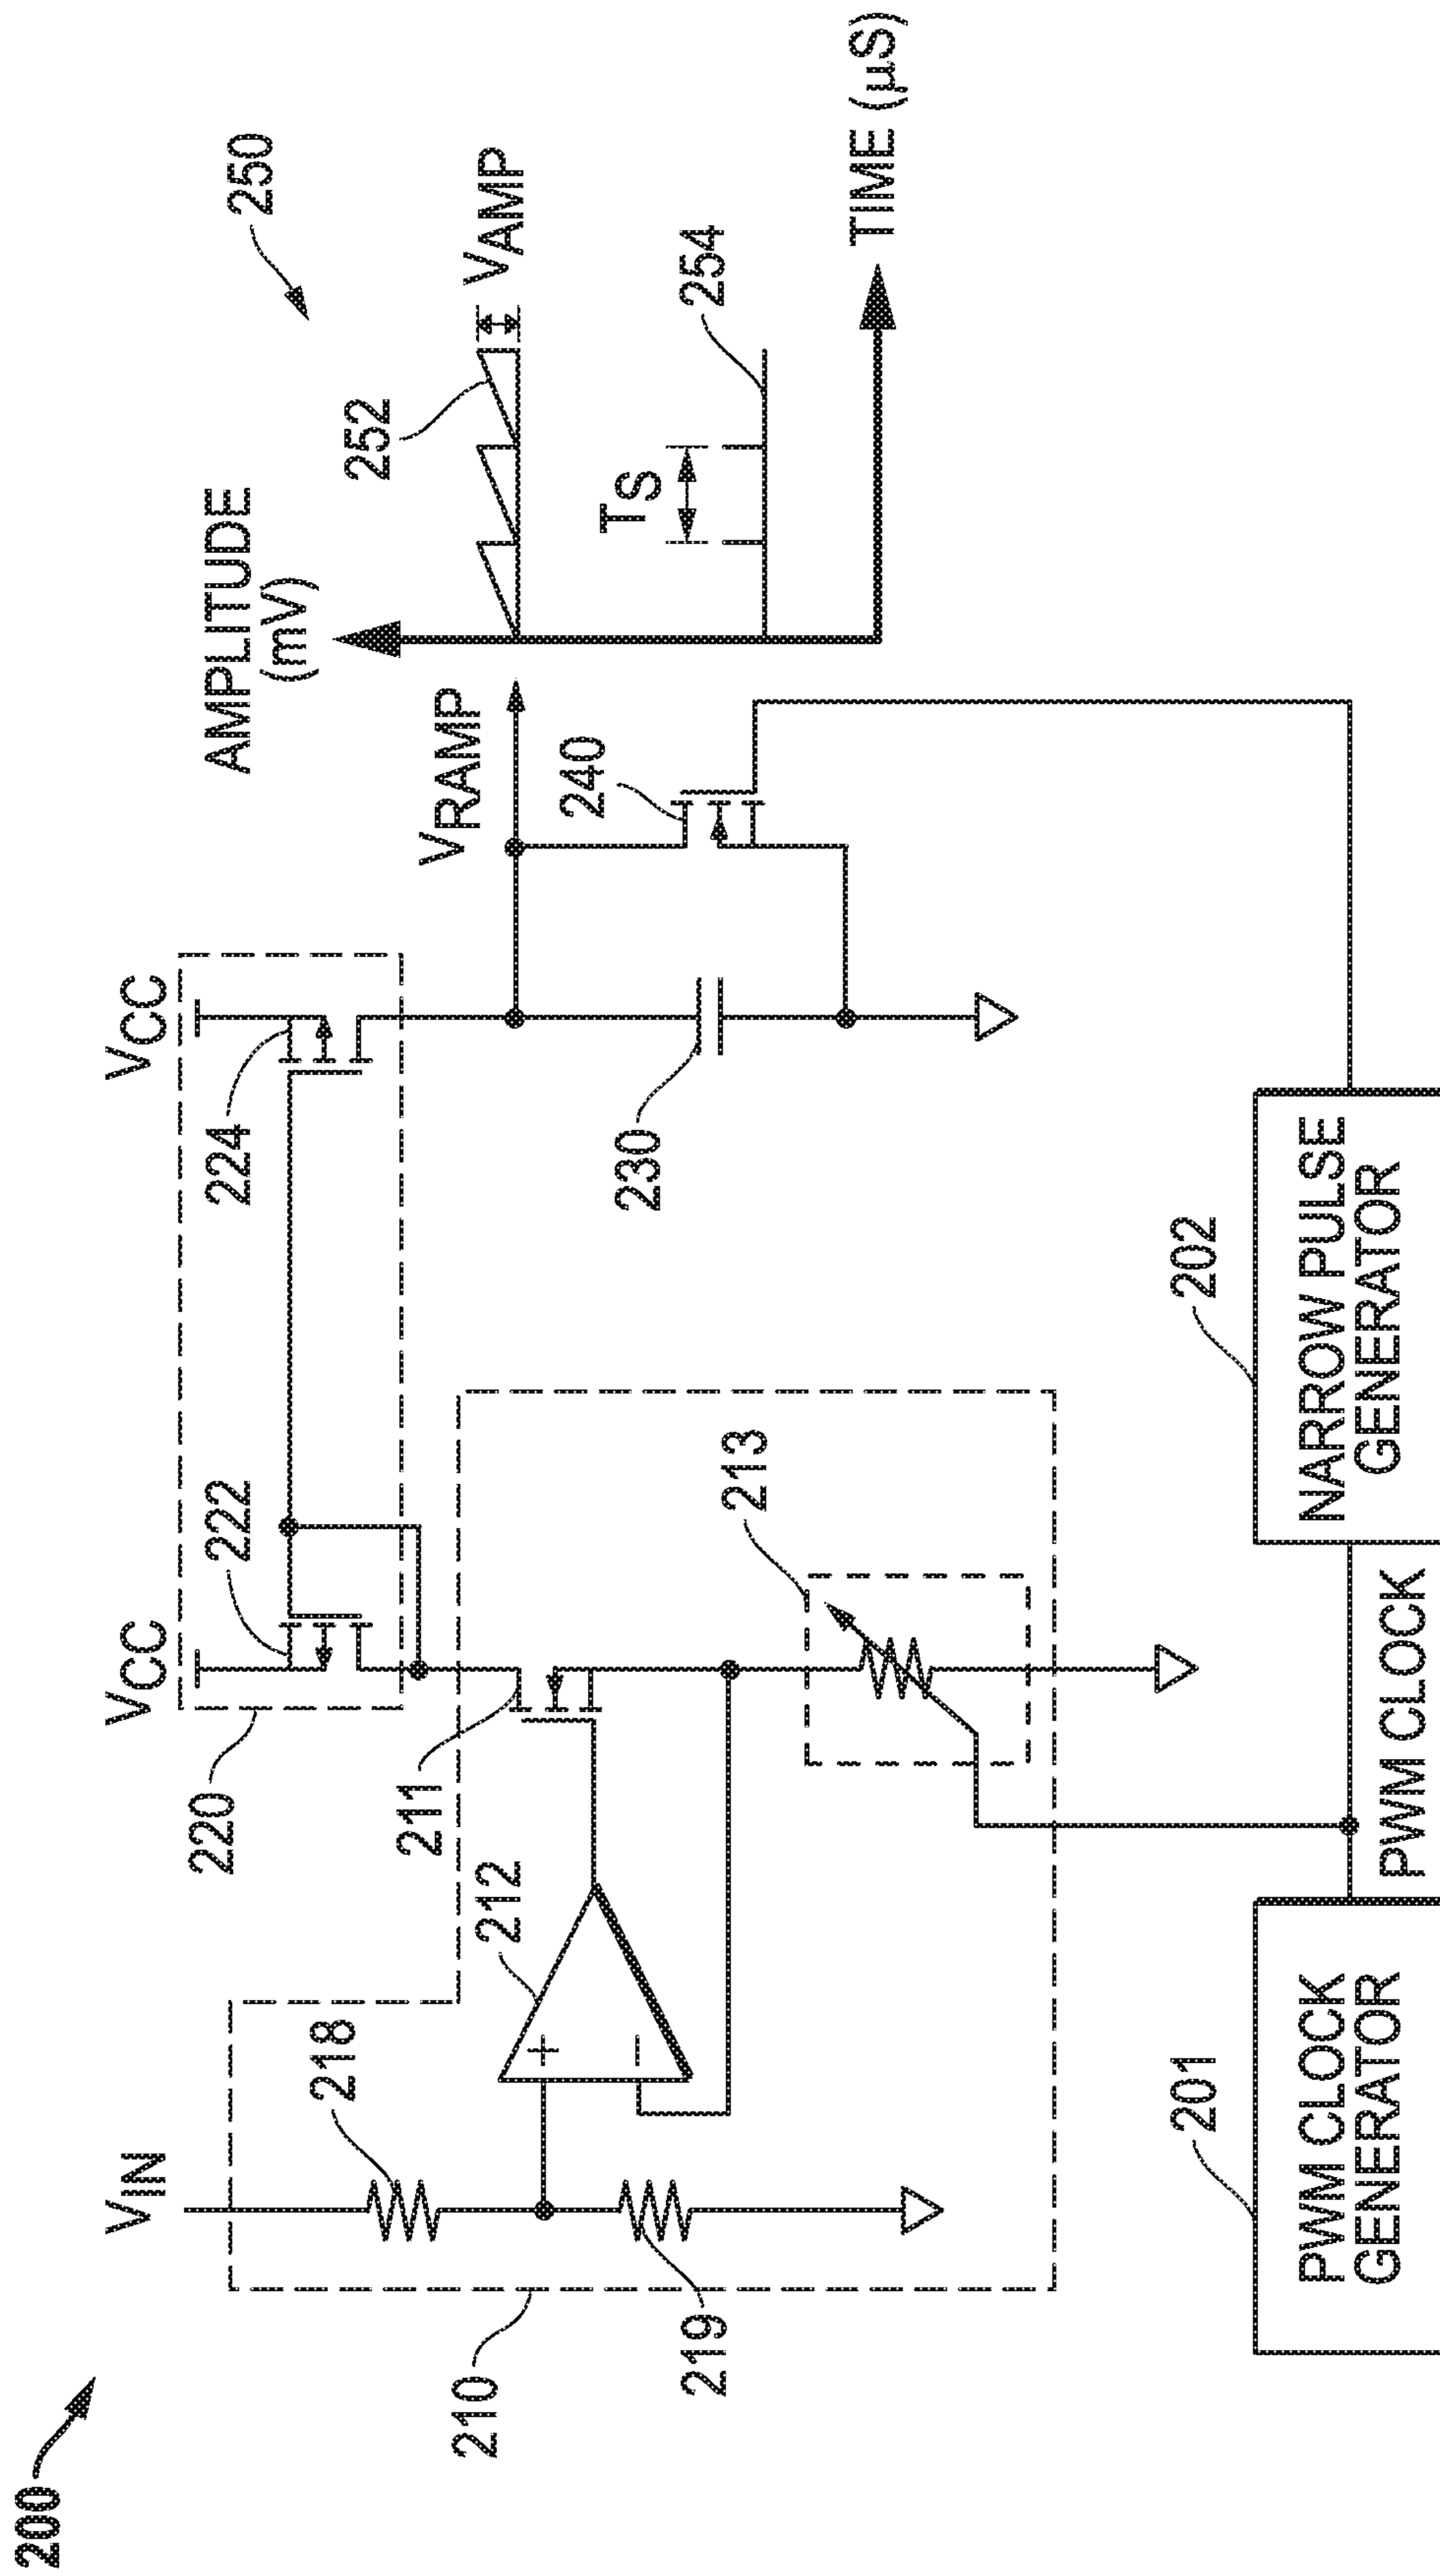 200
VIN
VCC
VCC
AMPLITUDE
(mV)
250
220
222
224
218
210
212
211
VRAMP
252
VAMP
219
213
230
240
TS
254
TIME (µS)
201
PWM CLOCK
GENERATOR
PWM CLOCK
202
NARROW PULSE
GENERATOR